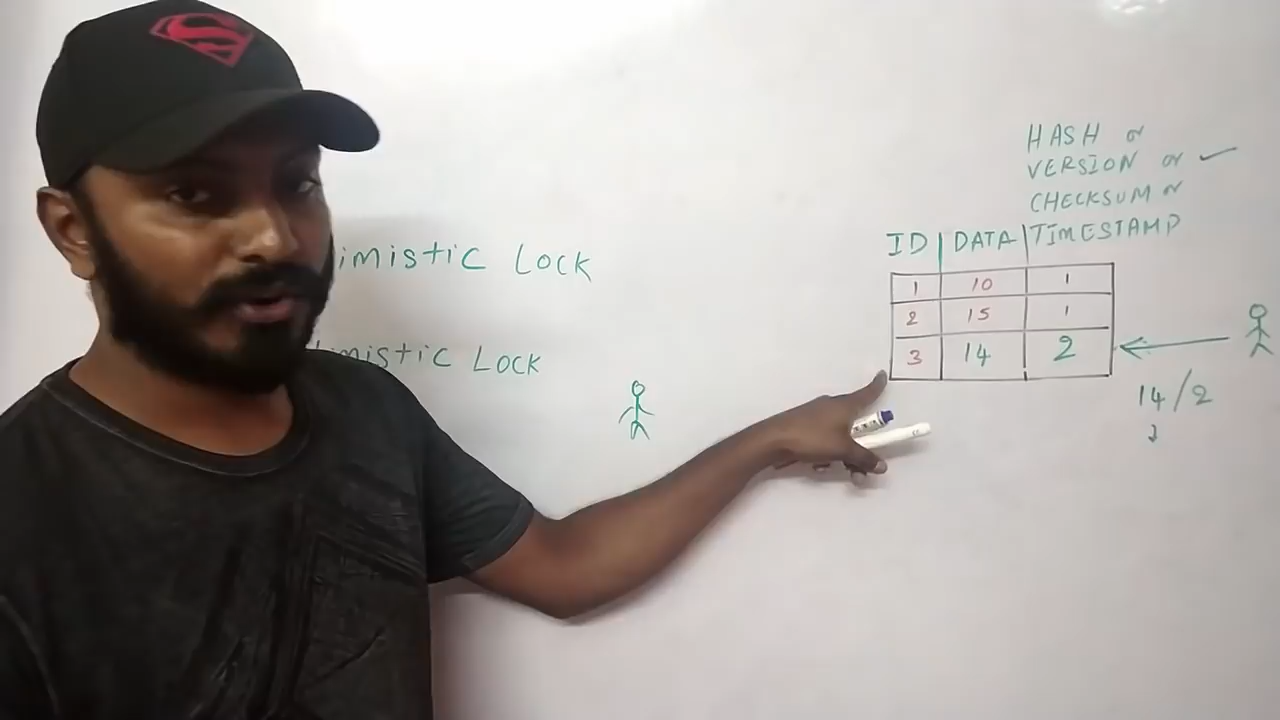 HASH or
VERSION or ✓
CHECKSUM or
ID | DATA | TIMESTAMP
1 10 1
2 15 1
3 14 2
14/2
imistic LOCK
imistic LOCK
S